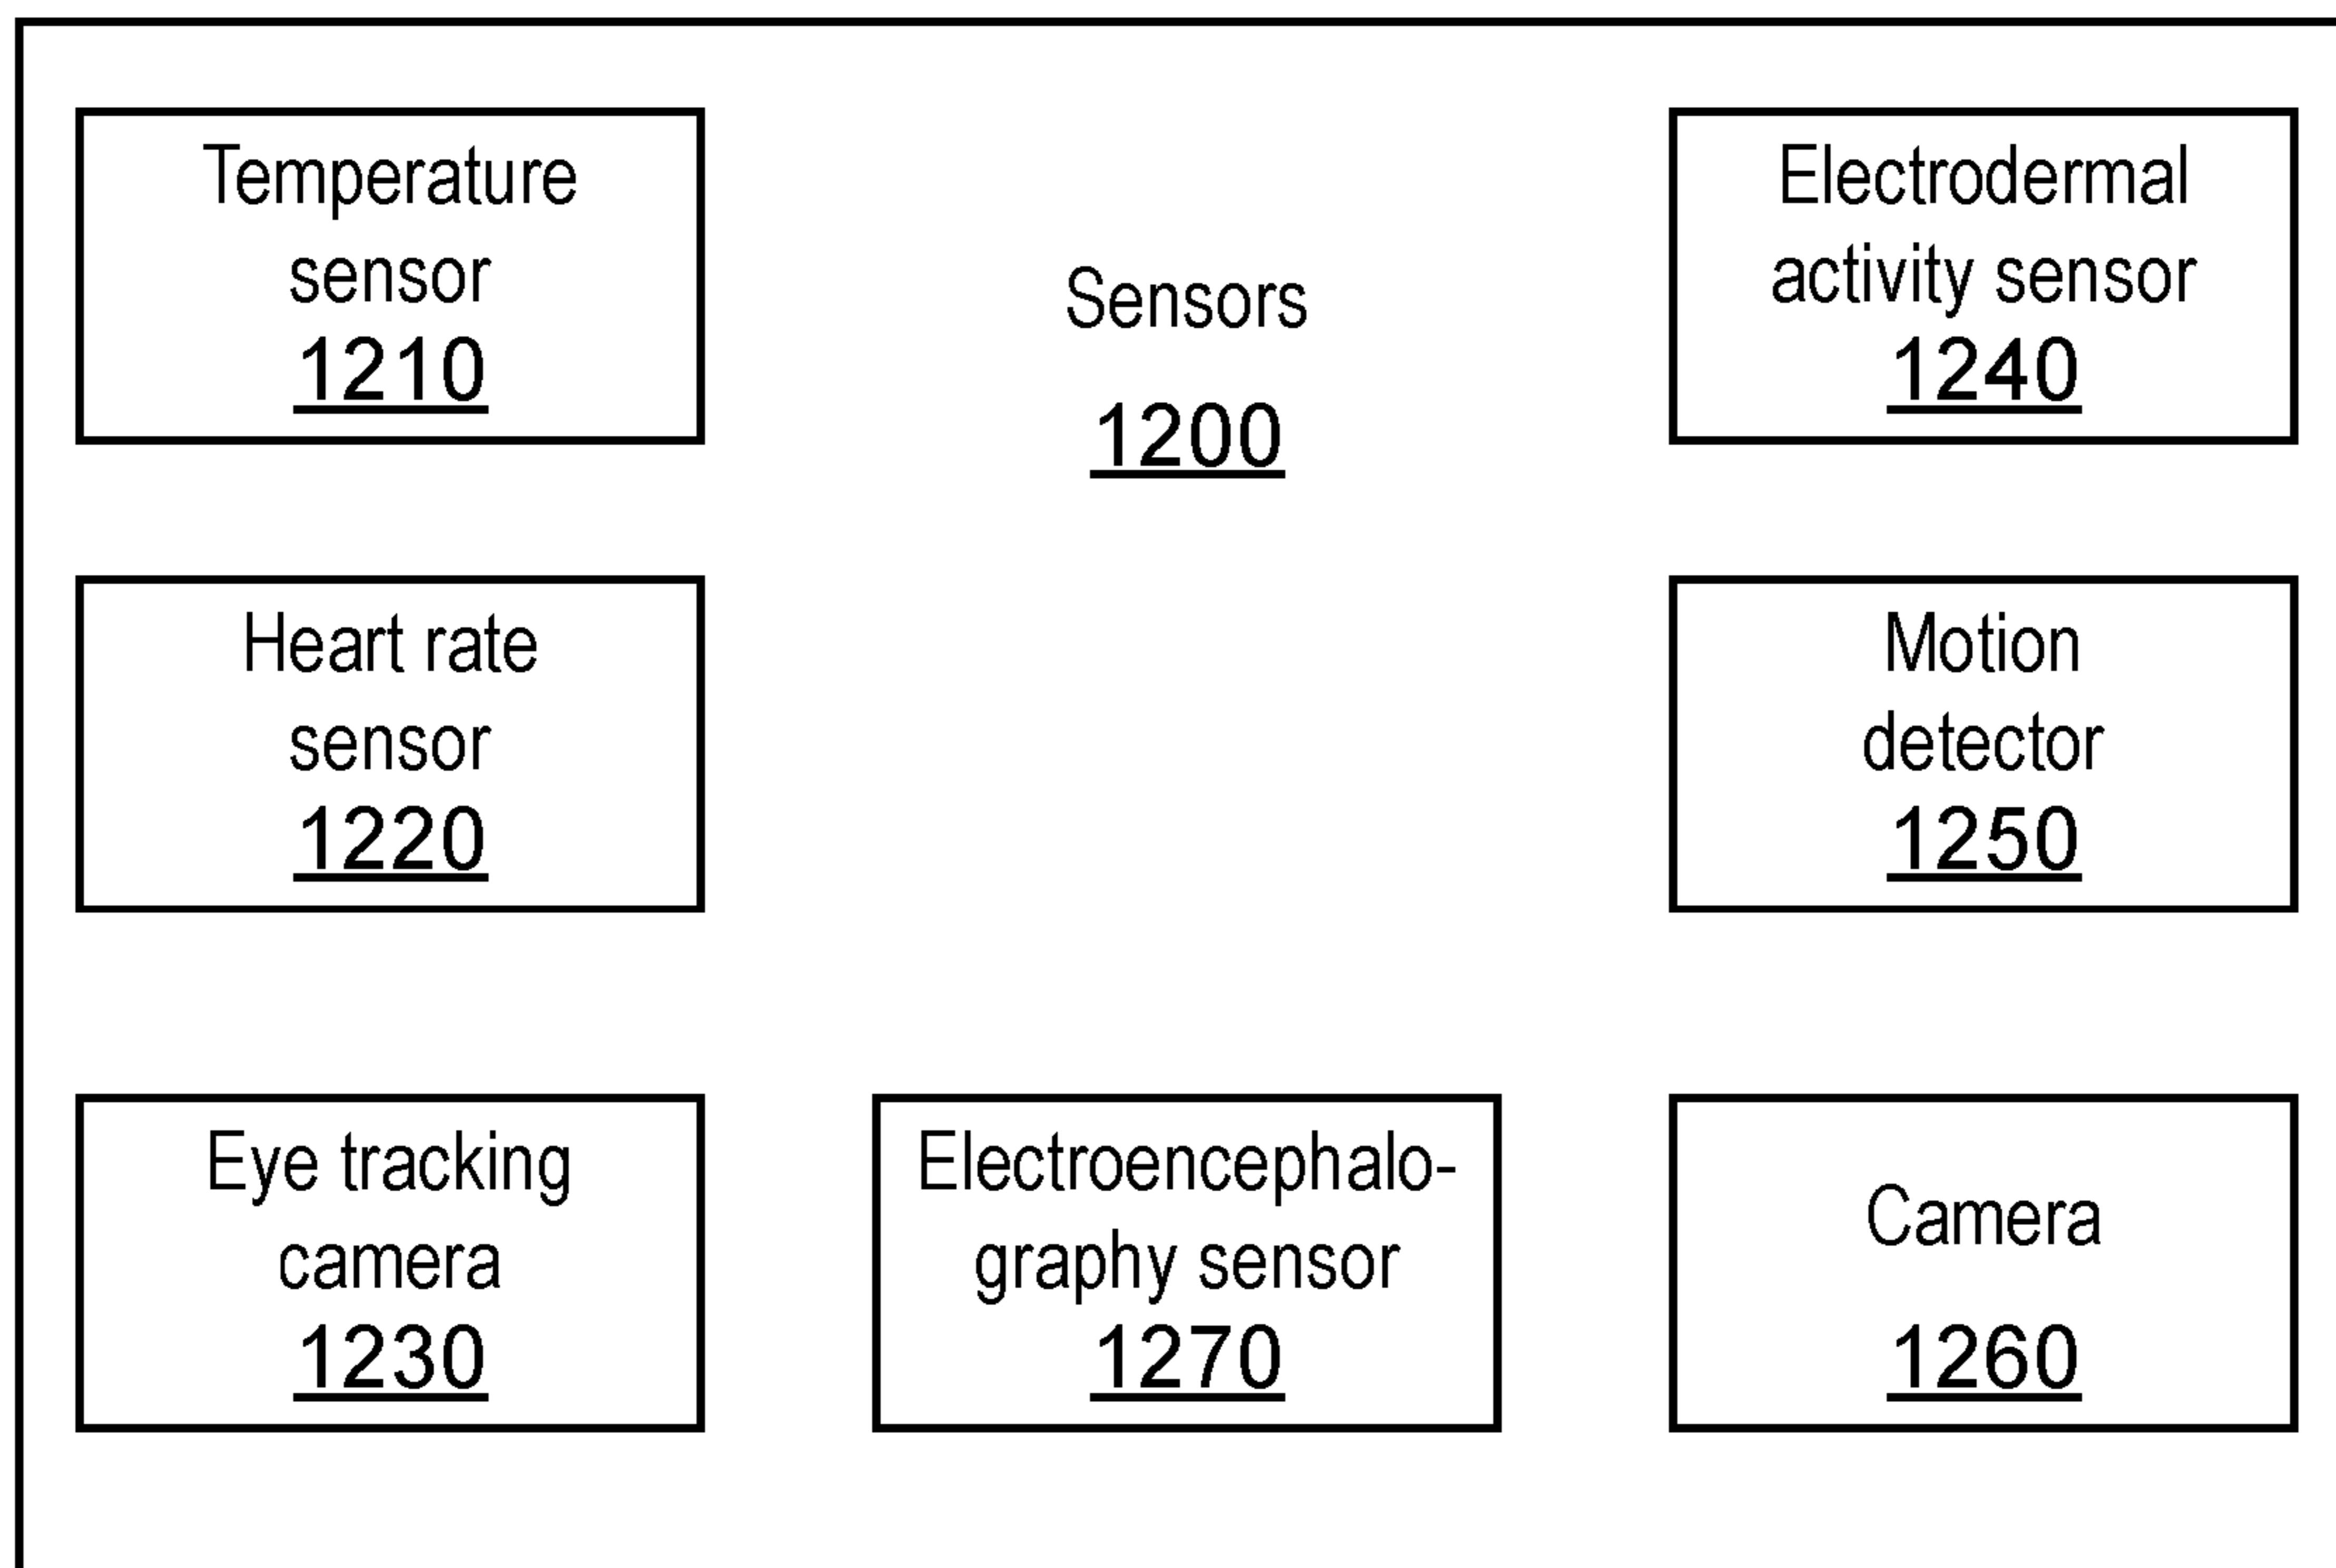 Temperature
sensor
1210
Sensors
1200
Electrodermal
activity sensor
1240
Heart rate
sensor
1220
Motion
detector
1250
Eye tracking
camera
1230
Electroencephalo-
graphy sensor
1270
Camera
1260